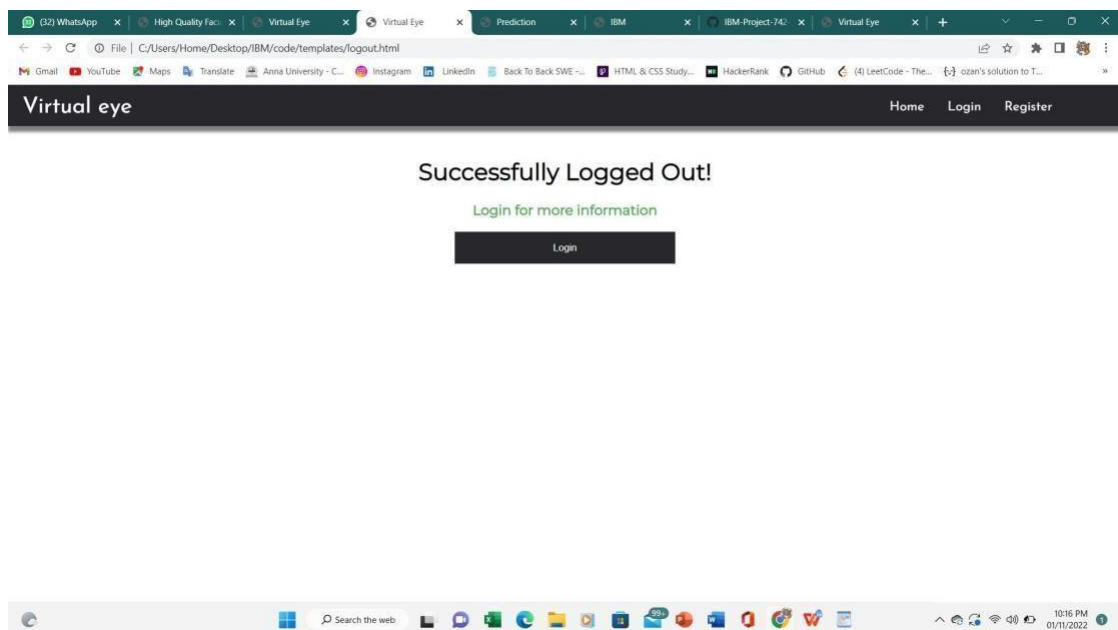 (32) WhatsApp High Quality Faci Virtual Eye Virtual Eye Prediction IBM IBM-Project-742 Virtual Eye
File C:/Users/Home/Desktop/IBM/code/templates/logout.html
Gmail YouTube Maps Translate Anna University - C... Instagram LinkedIn Back To Back SWE -... HTML & CSS Study... HackerRank GitHub (4) LeetCode - The... ozan's solution to T... »
Virtual eye Home Login Register
Successfully Logged Out!
Login for more information
Login
Search the web 99+ 10:16 PM
01/11/2022